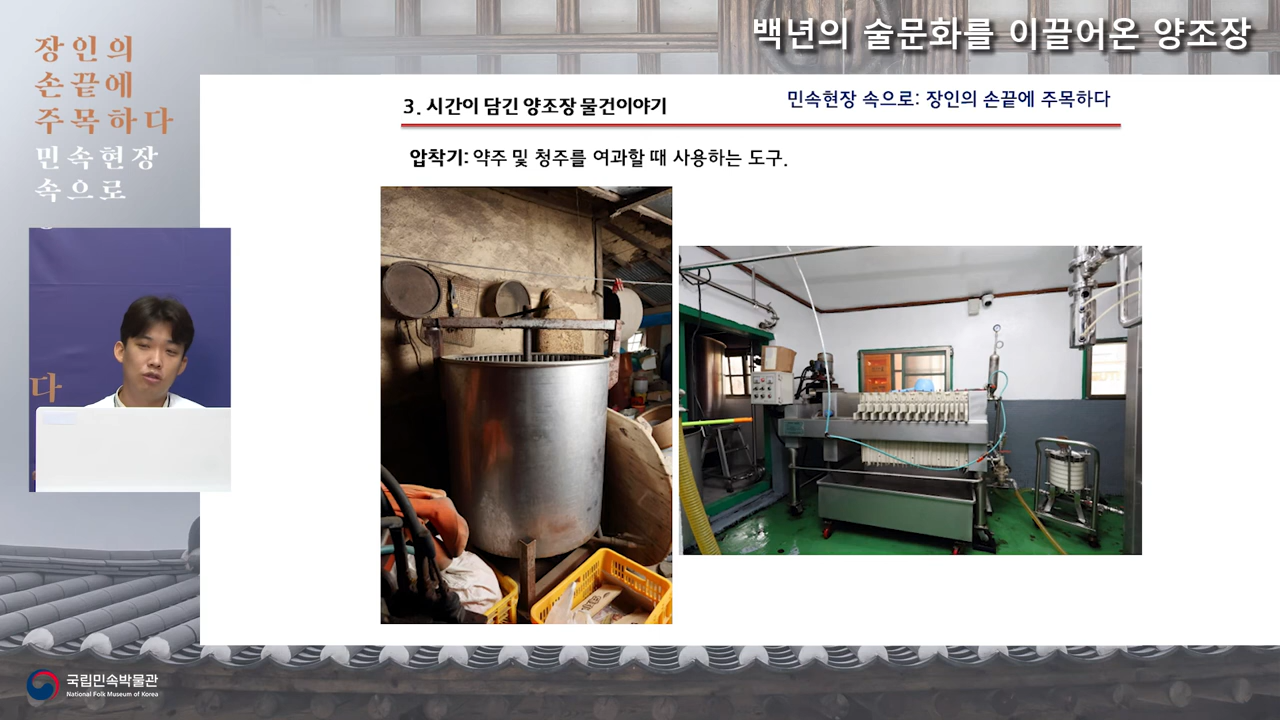 백년의 술문화를 이끌어온 양조장
장인의
손끝에
주목하다
민속현장
속으로
3. 시간이 담긴 양조장 물건이야기
민속현장 속으로: 장인의 손끝에 주목하다
압착기: 약주 및 청주를 여과할 때 사용하는 도구.
다
국립민속박물관
National Folk Museum of Korea